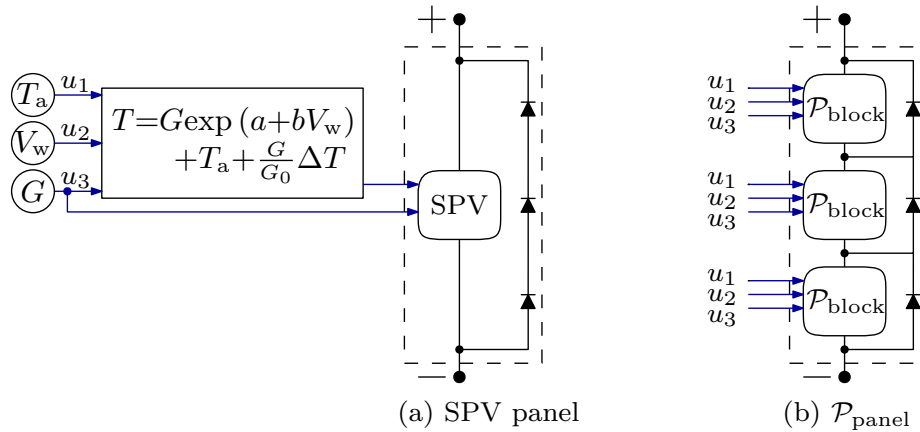 +
T_a u_1
V_w u_2
G u_3
T=G exp (a+bV_w)
+T_a+\frac{G}{G_0}ΔT
SPV
−
(a) SPV panel
+
u_1
u_2
u_3
𝒫_block
u_1
u_2
u_3
𝒫_block
u_1
u_2
u_3
𝒫_block
−
(b) 𝒫_panel